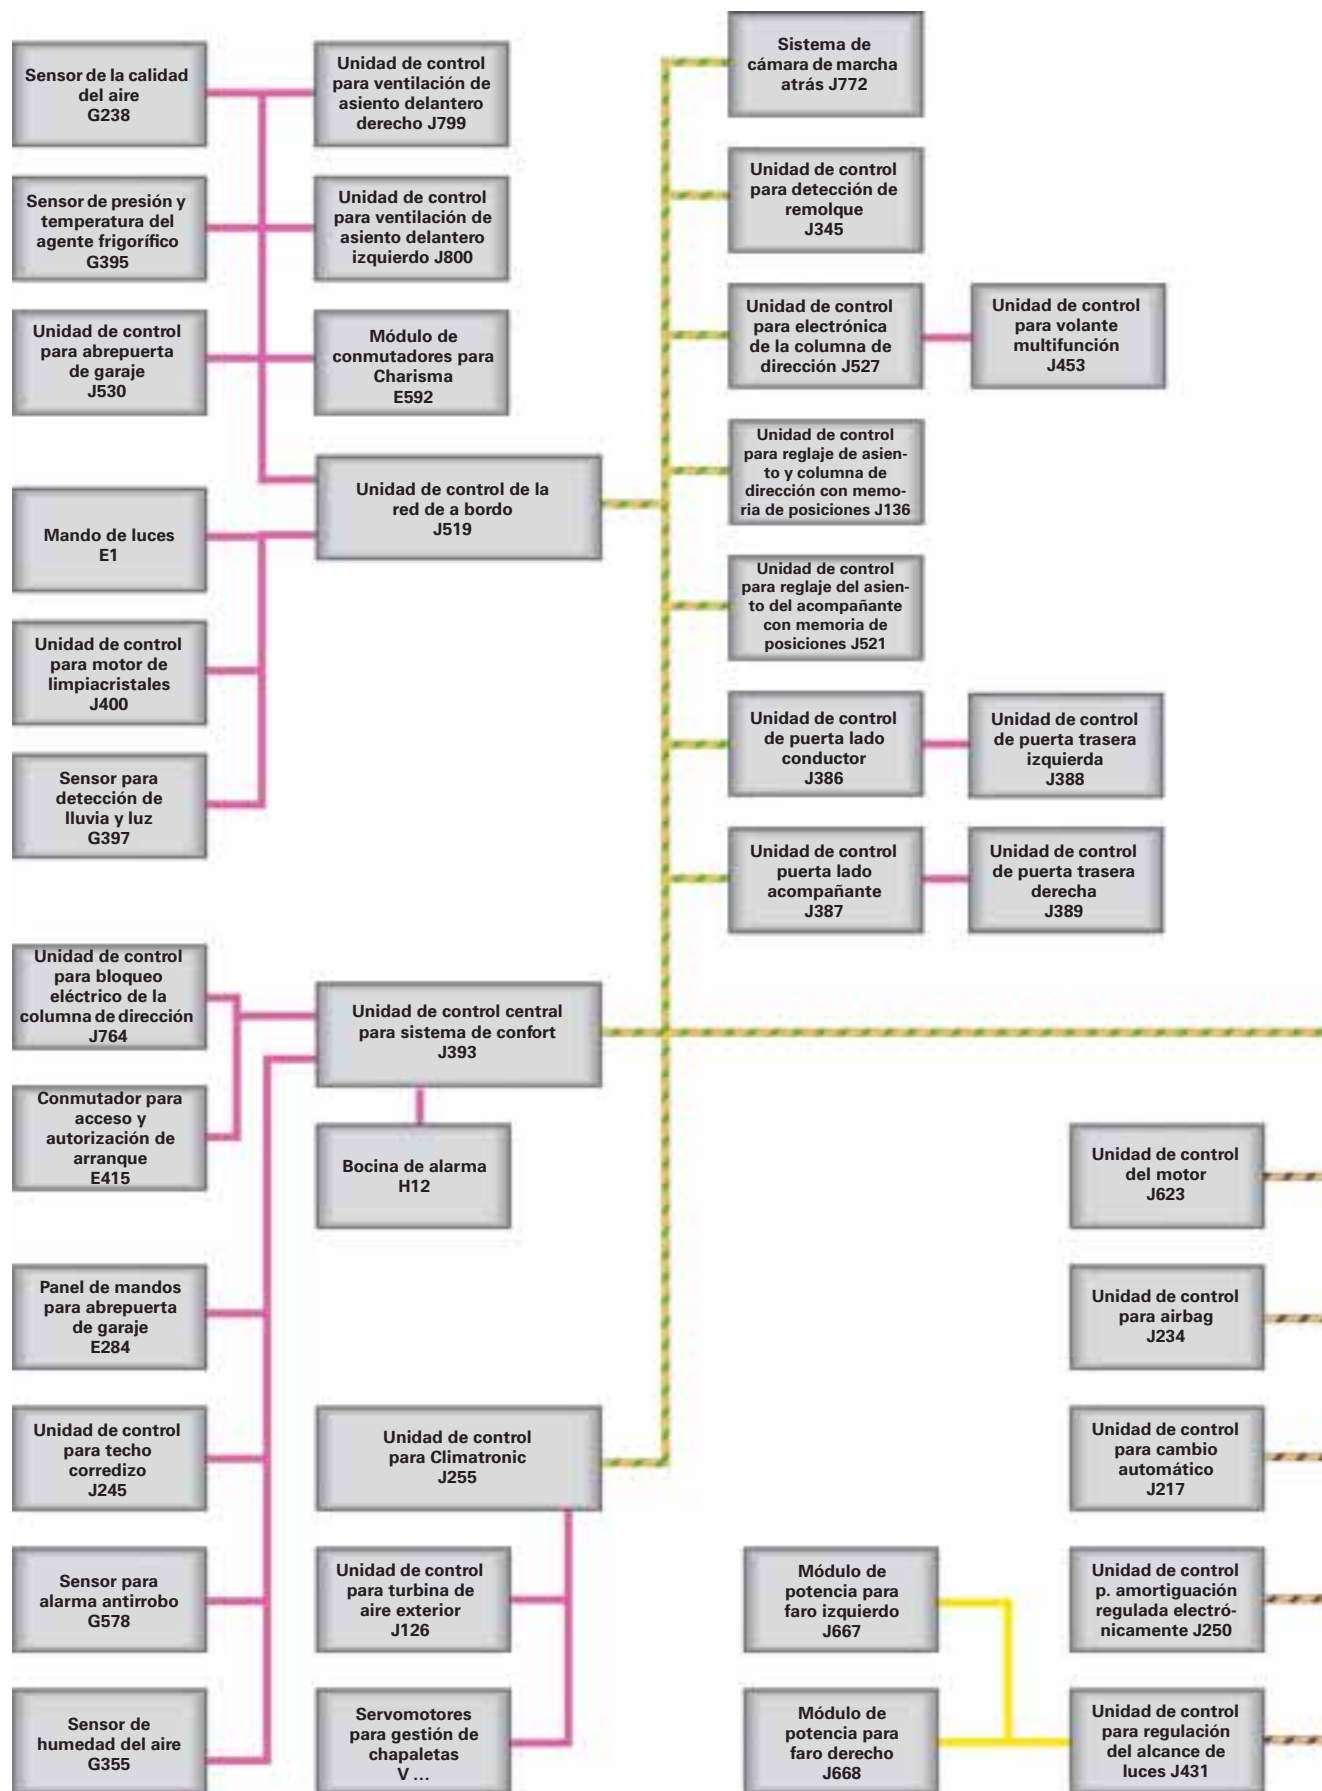 Sensor de la calidad
del aire
G238
Unidad de control
para ventilación de
asiento delantero
derecho J799
Sistema de
cámara de marcha
atrás J772
Sensor de presión y
temperatura del
agente frigorífico
G395
Unidad de control
para ventilación de
asiento delantero
izquierdo J800
Unidad de control
para detección de
remolque
J345
Unidad de control
para abrepuerta
de garaje
J530
Módulo de
conmutadores para
Charisma
E592
Unidad de control
para electrónica
de la columna de
dirección J527
Unidad de control
para volante
multifunción
J453
Unidad de control de la
red de a bordo
J519
Unidad de control
para reglaje de asien-
to y columna de
dirección con memo-
ria de posiciones J136
Mando de luces
E1
Unidad de control
para reglaje del asien-
to del acompañante
con memoria de
posiciones J521
Unidad de control
para motor de
limpiacristales
J400
Unidad de control
de puerta lado
conductor
J386
Unidad de control
de puerta trasera
izquierda
J388
Sensor para
detección de
lluvia y luz
G397
Unidad de control
puerta lado
acompañante
J387
Unidad de control
de puerta trasera
derecha
J389
Unidad de control
para bloqueo
eléctrico de la
columna de dirección
J764
Unidad de control central
para sistema de confort
J393
Conmutador para
acceso y
autorización de
arranque
E415
Bocina de alarma
H12
Unidad de control
del motor
J623
Panel de mandos
para abrepuerta
de garaje
E284
Unidad de control
para airbag
J234
Unidad de control
para techo
corredizo
J245
Unidad de control
para Climatronic
J255
Unidad de control
para cambio
automático
J217
Sensor para
alarma antirrobo
G578
Unidad de control
para turbina de
aire exterior
J126
Módulo de
potencia para
faro izquierdo
J667
Unidad de control
p. amortiguación
regulada electró-
nicamente J250
Sensor de
humedad del aire
G355
Servomotores
para gestión de
chapaletas
V ...
Módulo de
potencia para
faro derecho
J668
Unidad de control
para regulación
del alcance de
luces J431